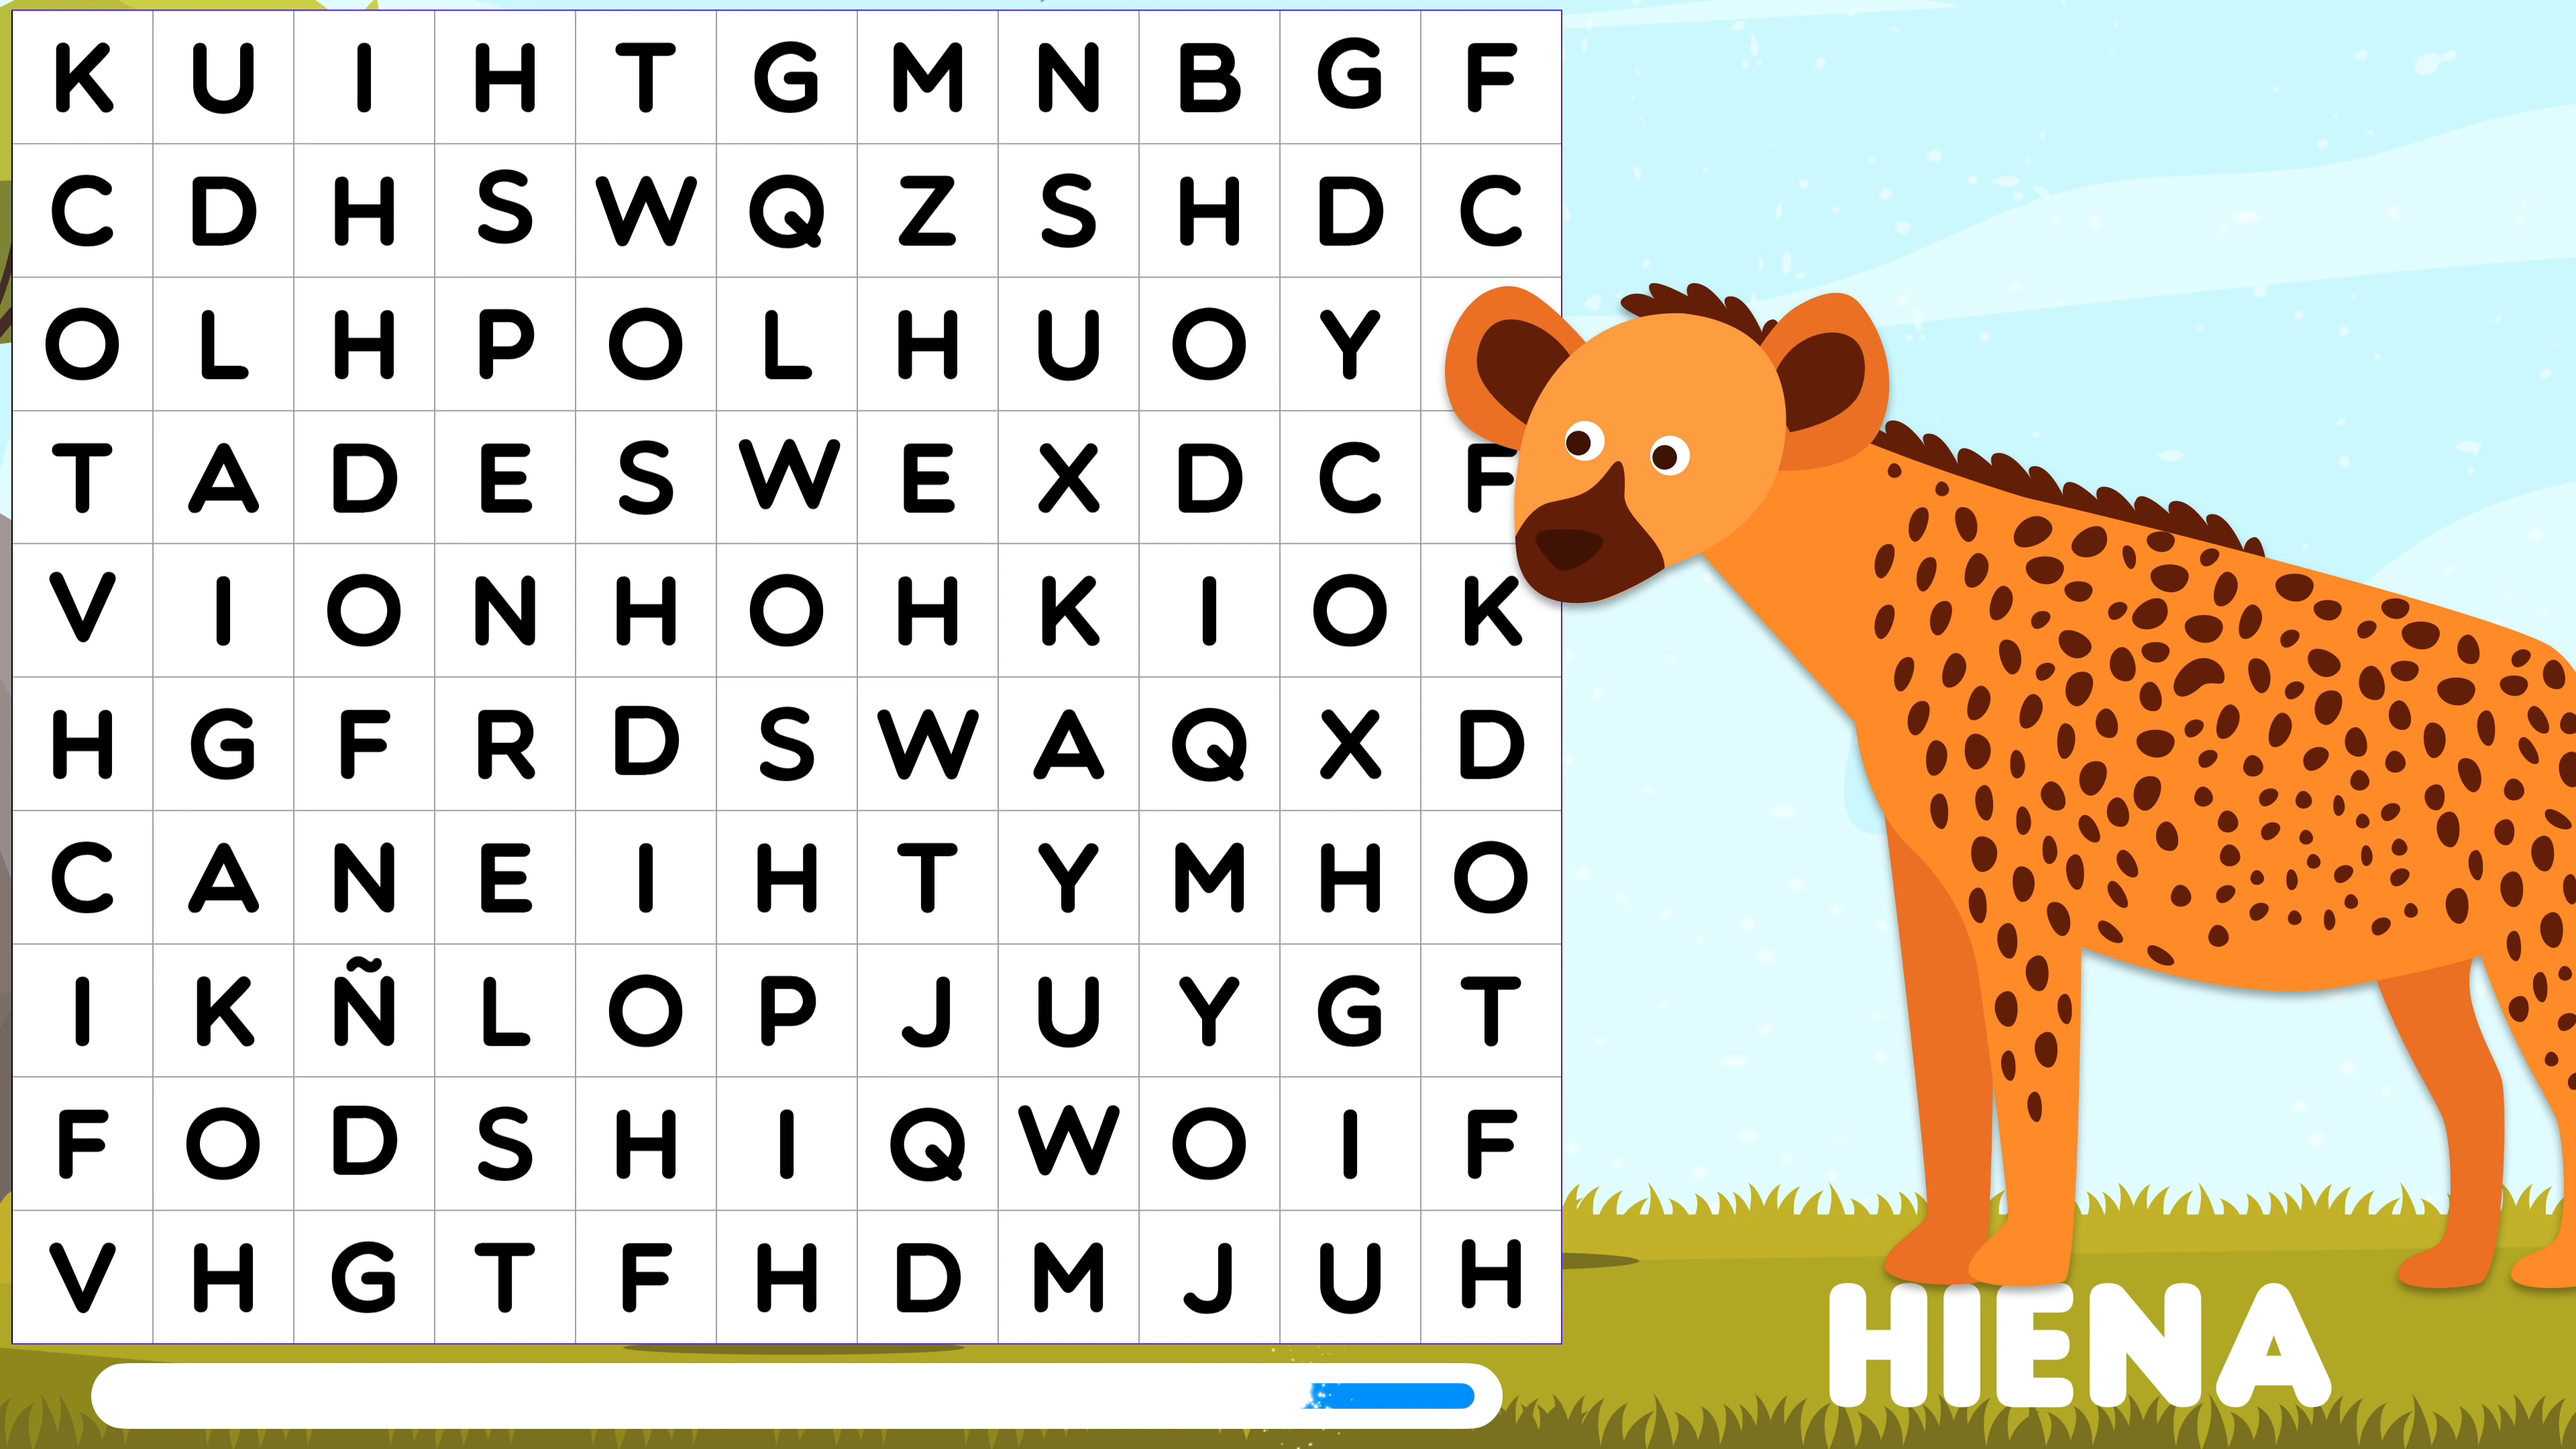 K U I H T G M N B G F
C D H S W Q Z S H D C
O L H P O L H U O Y
T A D E S W E X D C F
V I O N H O H K I O K
H G F R D S W A Q X D
C A N E I H T Y M H O
I K Ñ L O P J U Y G T
F O D S H I Q W O I F
V H G T F H D M J U H
HIENA